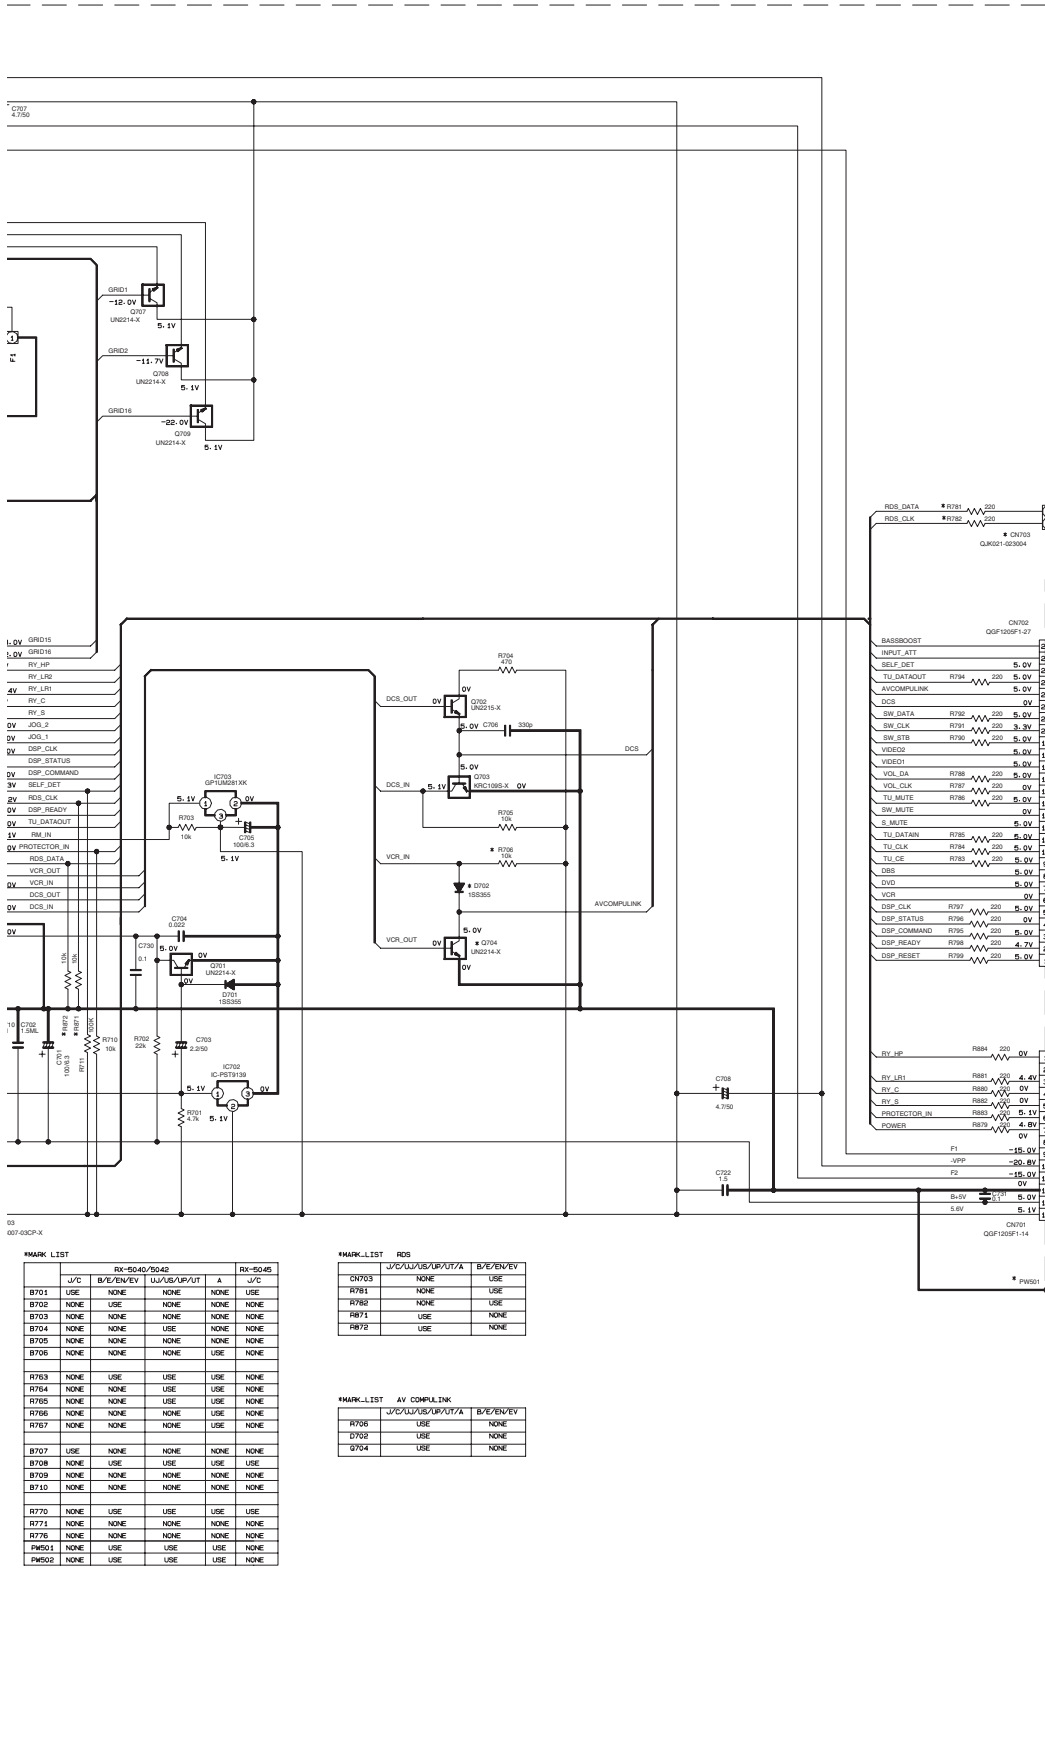 C707
4.7/50
GRID1
-12.0V
Q707
UN2214-X
5.1V
F1
GRID2
-11.7V
Q708
UN2214-X
5.1V
GRID16
-22.0V
Q709
UN2214-X
5.1V
RDS_DATA *R781 220
RDS_CLK *R782 220
* CN703
QJK021-023004
CN702
QGF1205F1-27
GRID15
GRID16
RY_HP
RY_LR2
RY_LR1
RY_C
RY_S
JOG_2
JOG_1
DSP_CLK
DSP_STATUS
DSP_COMMAND
SELF_DET
RDS_CLK
DSP_READY
TU_DATAOUT
RM_IN
PROTECTOR_IN
RDS_DATA
VCR_OUT
VCR_IN
DCS_OUT
DCS_IN
IC703
GP1UM281XK
5.1V 1 2 0V
3
R703
10k
C705
100/6.3
5.1V
R704
470
0V
DCS_OUT 0V Q702
UN2215-X
5.0V C706 330p
DCS
5.0V
DCS_IN 5.1V Q703
KRC109S-X 0V
R705
10k
VCR_IN * R706
10k
* D702
1SS355
AVCOMPULINK
5.0V
VCR_OUT 0V * Q704
UN2214-X
0V
C704
0.022
C730
0.1
5.0V 0V
Q701
UN2214-X
0V
D701
1SS355
10k
10k
C702
1.5ML
C701
100/6.3
*R872
*R871
R711
100K
R710
10k
R702
22k
C703
2.2/50
IC702
IC-PST9139
5.1V 1 3 0V
2
R701
4.7k
5.1V
C708
4.7/50
C722
1.5
BASSBOOST
INPUT_ATT
SELF_DET 5.0V
TU_DATAOUT R794 220 5.0V
AVCOMPULINK 5.0V
DCS 0V
SW_DATA R792 220 5.0V
SW_CLK R791 220 3.3V
SW_STB R790 220 5.0V
VIDEO2 5.0V
VIDEO1 5.0V
VOL_DA R788 220 5.0V
VOL_CLK R787 220 0V
TU_MUTE R786 220 5.0V
SW_MUTE 0V
S_MUTE 5.0V
TU_DATAIN R785 220 5.0V
TU_CLK R784 220 5.0V
TU_CE R783 220 5.0V
DBS 5.0V
DVD 5.0V
VCR 0V
DSP_CLK R797 220 5.0V
DSP_STATUS R796 220 0V
DSP_COMMAND R795 220 5.0V
DSP_READY R798 220 4.7V
DSP_RESET R799 220 5.0V
RY_HP R884 220 0V
RY_LR1 R881 220 4.4V
RY_C R880 220 0V
RY_S R882 220 0V
PROTECTOR_IN R883 220 5.1V
POWER R879 220 4.8V
0V
F1 -15.0V
-VPP -20.8V
F2 -15.0V
0V
B+5V C731 0.1 5.0V
5.6V 5.1V
CN701
QGF1205F1-14
* PW501
03
007-03CP-X
*MARK LIST
RX-5040/5042 RX-5045
J/C B/E/EN/EV UJ/US/UP/UT A J/C
B701 USE NONE NONE NONE USE
B702 NONE USE NONE NONE NONE
B703 NONE NONE NONE NONE NONE
B704 NONE NONE USE NONE NONE
B705 NONE NONE NONE NONE NONE
B706 NONE NONE NONE USE NONE
R763 NONE USE USE USE NONE
R764 NONE NONE USE USE NONE
R765 NONE USE USE USE NONE
R766 NONE NONE NONE USE NONE
R767 NONE NONE NONE USE NONE
B707 USE NONE NONE NONE NONE
B708 NONE USE USE USE USE
B709 NONE NONE NONE NONE NONE
B710 NONE NONE NONE NONE NONE
R770 NONE USE USE USE USE
R771 NONE NONE NONE NONE NONE
R776 NONE NONE NONE NONE NONE
PW501 NONE USE USE USE NONE
PW502 NONE USE USE USE NONE
*MARK_LIST RDS
J/C/UJ/US/UP/UT/A B/E/EN/EV
CN703 NONE USE
R781 NONE USE
R782 NONE USE
R871 USE NONE
R872 USE NONE
*MARK_LIST AV COMPULINK
J/C/UJ/US/UP/UT/A B/E/EN/EV
R706 USE NONE
D702 USE NONE
Q704 USE NONE